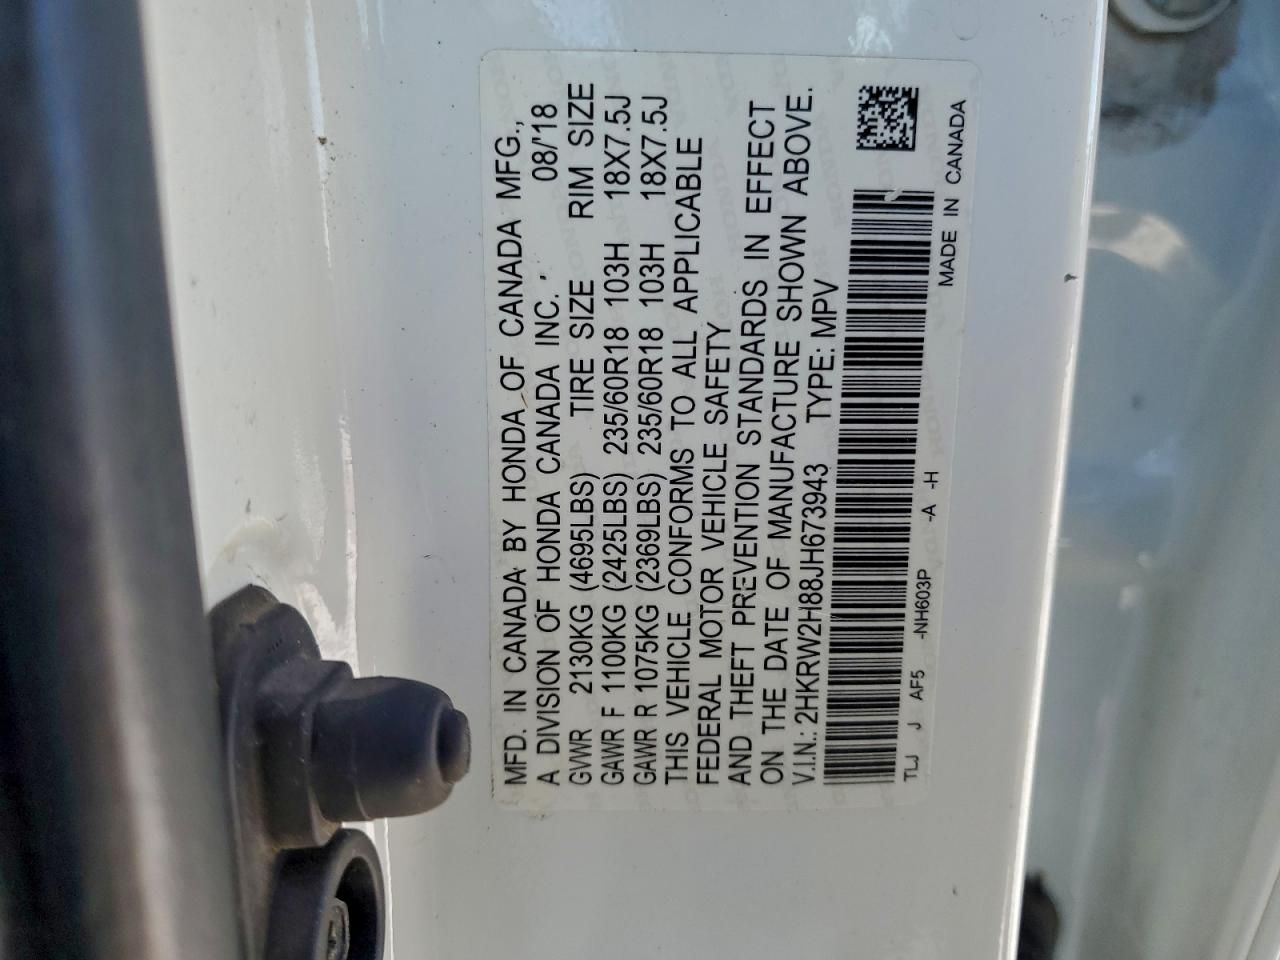 MFD. IN CANADA BY HONDA OF CANADA MFG.,
A DIVISION OF HONDA CANADA INC. , 08/'18
GVWR 2130KG (4695LBS) TIRE SIZE RIM SIZE
GAWR F 1100KG (2425LBS) 235/60R18 103H 18X7.5J
GAWR R 1075KG (2369LBS) 235/60R18 103H 18X7.5J
THIS VEHICLE CONFORMS TO ALL APPLICABLE
FEDERAL MOTOR VEHICLE SAFETY
AND THEFT PREVENTION STANDARDS IN EFFECT
ON THE DATE OF MANUFACTURE SHOWN ABOVE.
V.I.N.: 2HKRW2H88JH673943 TYPE: MPV
TLJ J AF5 -NH603P -A -H MADE IN CANADA